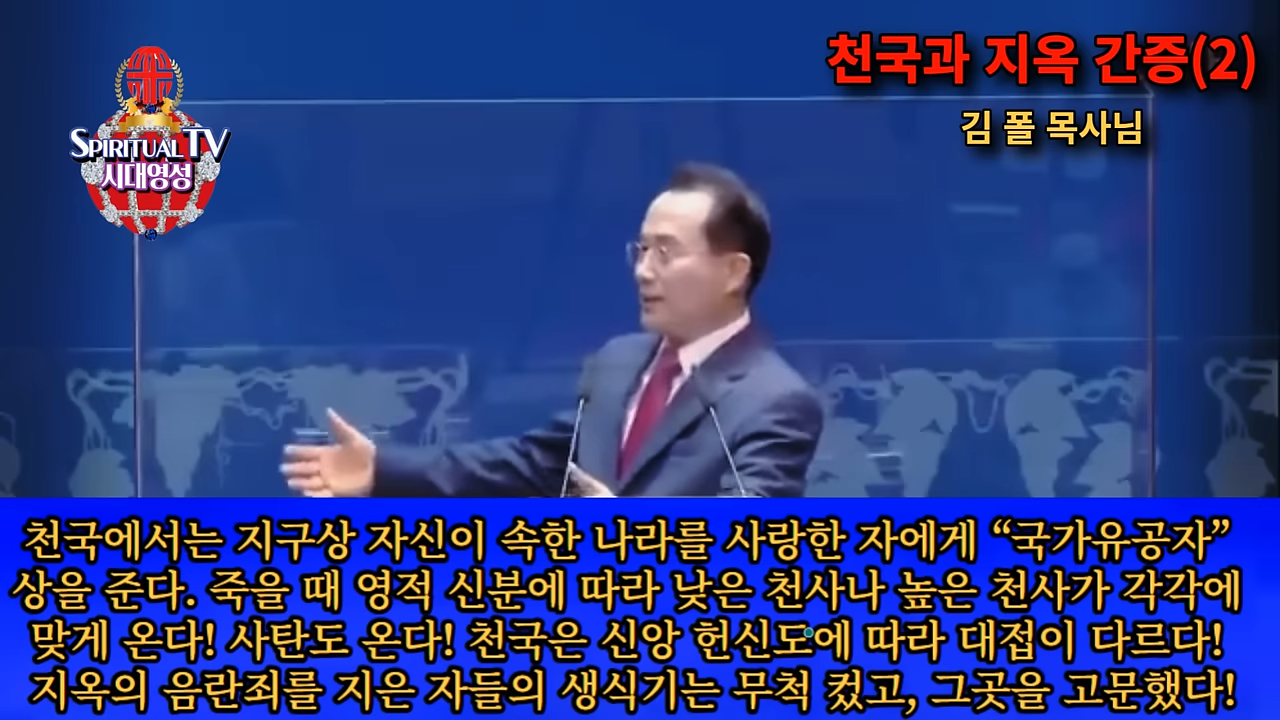 천국과 지옥 간증(2)
김 폴 목사님
SPIRITUAL TV
시대영성
천국에서는 지구상 자신이 속한 나라를 사랑한 자에게 “국가유공자”
상을 준다. 죽을 때 영적 신분에 따라 낮은 천사나 높은 천사가 각각에
맞게 온다! 사탄도 온다! 천국은 신앙 헌신도에 따라 대접이 다르다!
지옥의 음란죄를 지은 자들의 생식기는 무척 컸고, 그곳을 고문했다!